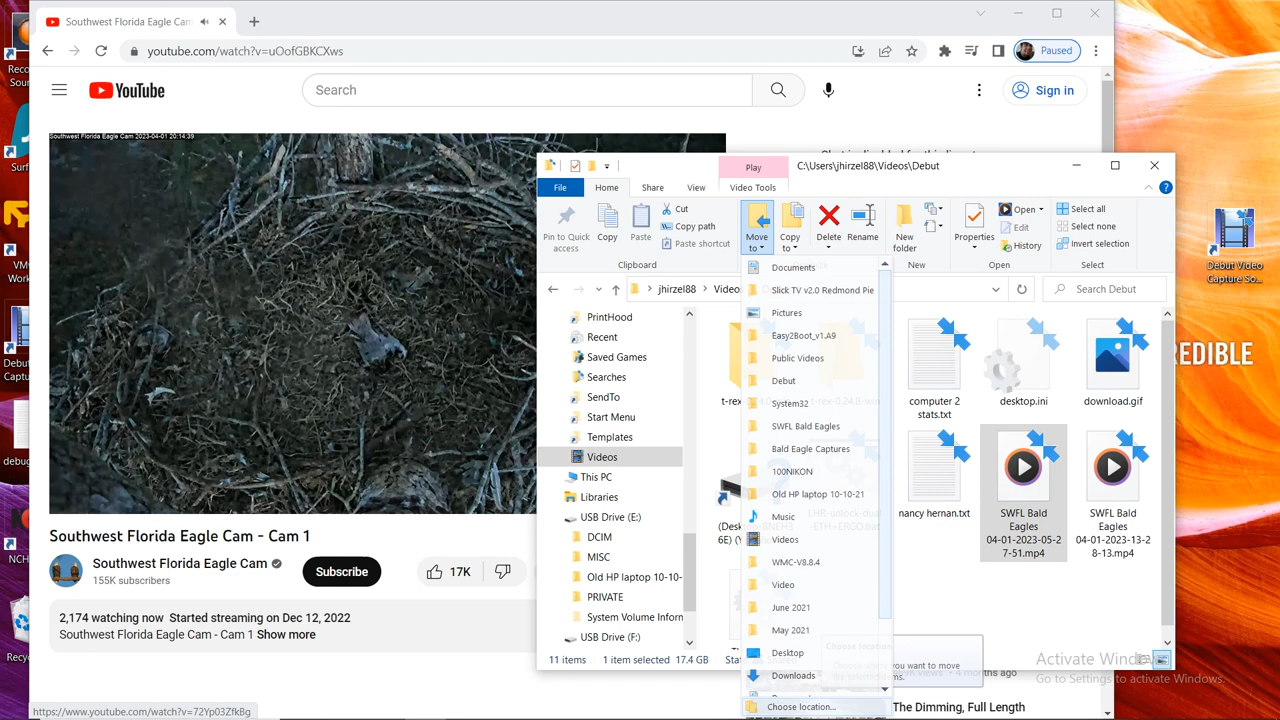 Southwest Florida Eagle Cam
youtube.com/watch?v=uOofGBKCXws
Paused
YouTube
Search
Sign in
Southwest Florida Eagle Cam 2023-04-01 20:14:39
Southwest Florida Eagle Cam - Cam 1
Southwest Florida Eagle Cam
155K subscribers
Subscribe
17K
2,174 watching now Started streaming on Dec 12, 2022
Southwest Florida Eagle Cam - Cam 1 Show more
https://www.youtube.com/watch?v=72Yp03ZfkBg
Play
C:\Users\jhirzel88\Videos\Debut
File
Home
Share
View
Video Tools
Pin to Quick access
Copy
Paste
Cut
Copy path
Paste shortcut
Clipboard
Move to
Copy to
Delete
Rename
New folder
New
Properties
Open
Edit
History
Open
Select all
Select none
Invert selection
Select
jhirzel88
Videos
Search Debut
PrintHood
Recent
Saved Games
Searches
SendTo
Start Menu
Templates
Videos
This PC
Libraries
USB Drive (E:)
DCIM
MISC
Old HP laptop 10-10-
PRIVATE
System Volume Inforn
USB Drive (F:)
Documents
Slick TV v2.0 Redmond Pie
Pictures
Easy2Boot_v1.A9
Public Videos
Debut
System32
SWFL Bald Eagles
Bald Eagle Captures
100NIKON
Old HP laptop 10-10-21
Music
Videos
WMC-V8.8.4
Video
June 2021
May 2021
Desktop
Downloads
Choose location...
computer 2 stats.txt
desktop.ini
download.gif
nancy hernan.txt
SWFL Bald Eagles 04-01-2023-05-27-51.mp4
SWFL Bald Eagles 04-01-2023-13-28-13.mp4
11 items
1 item selected 17.4 GB
Activate Windows
Go to Settings to activate Windows.
The Dimming, Full Length
Debut Video Capture So...
REDIBLE